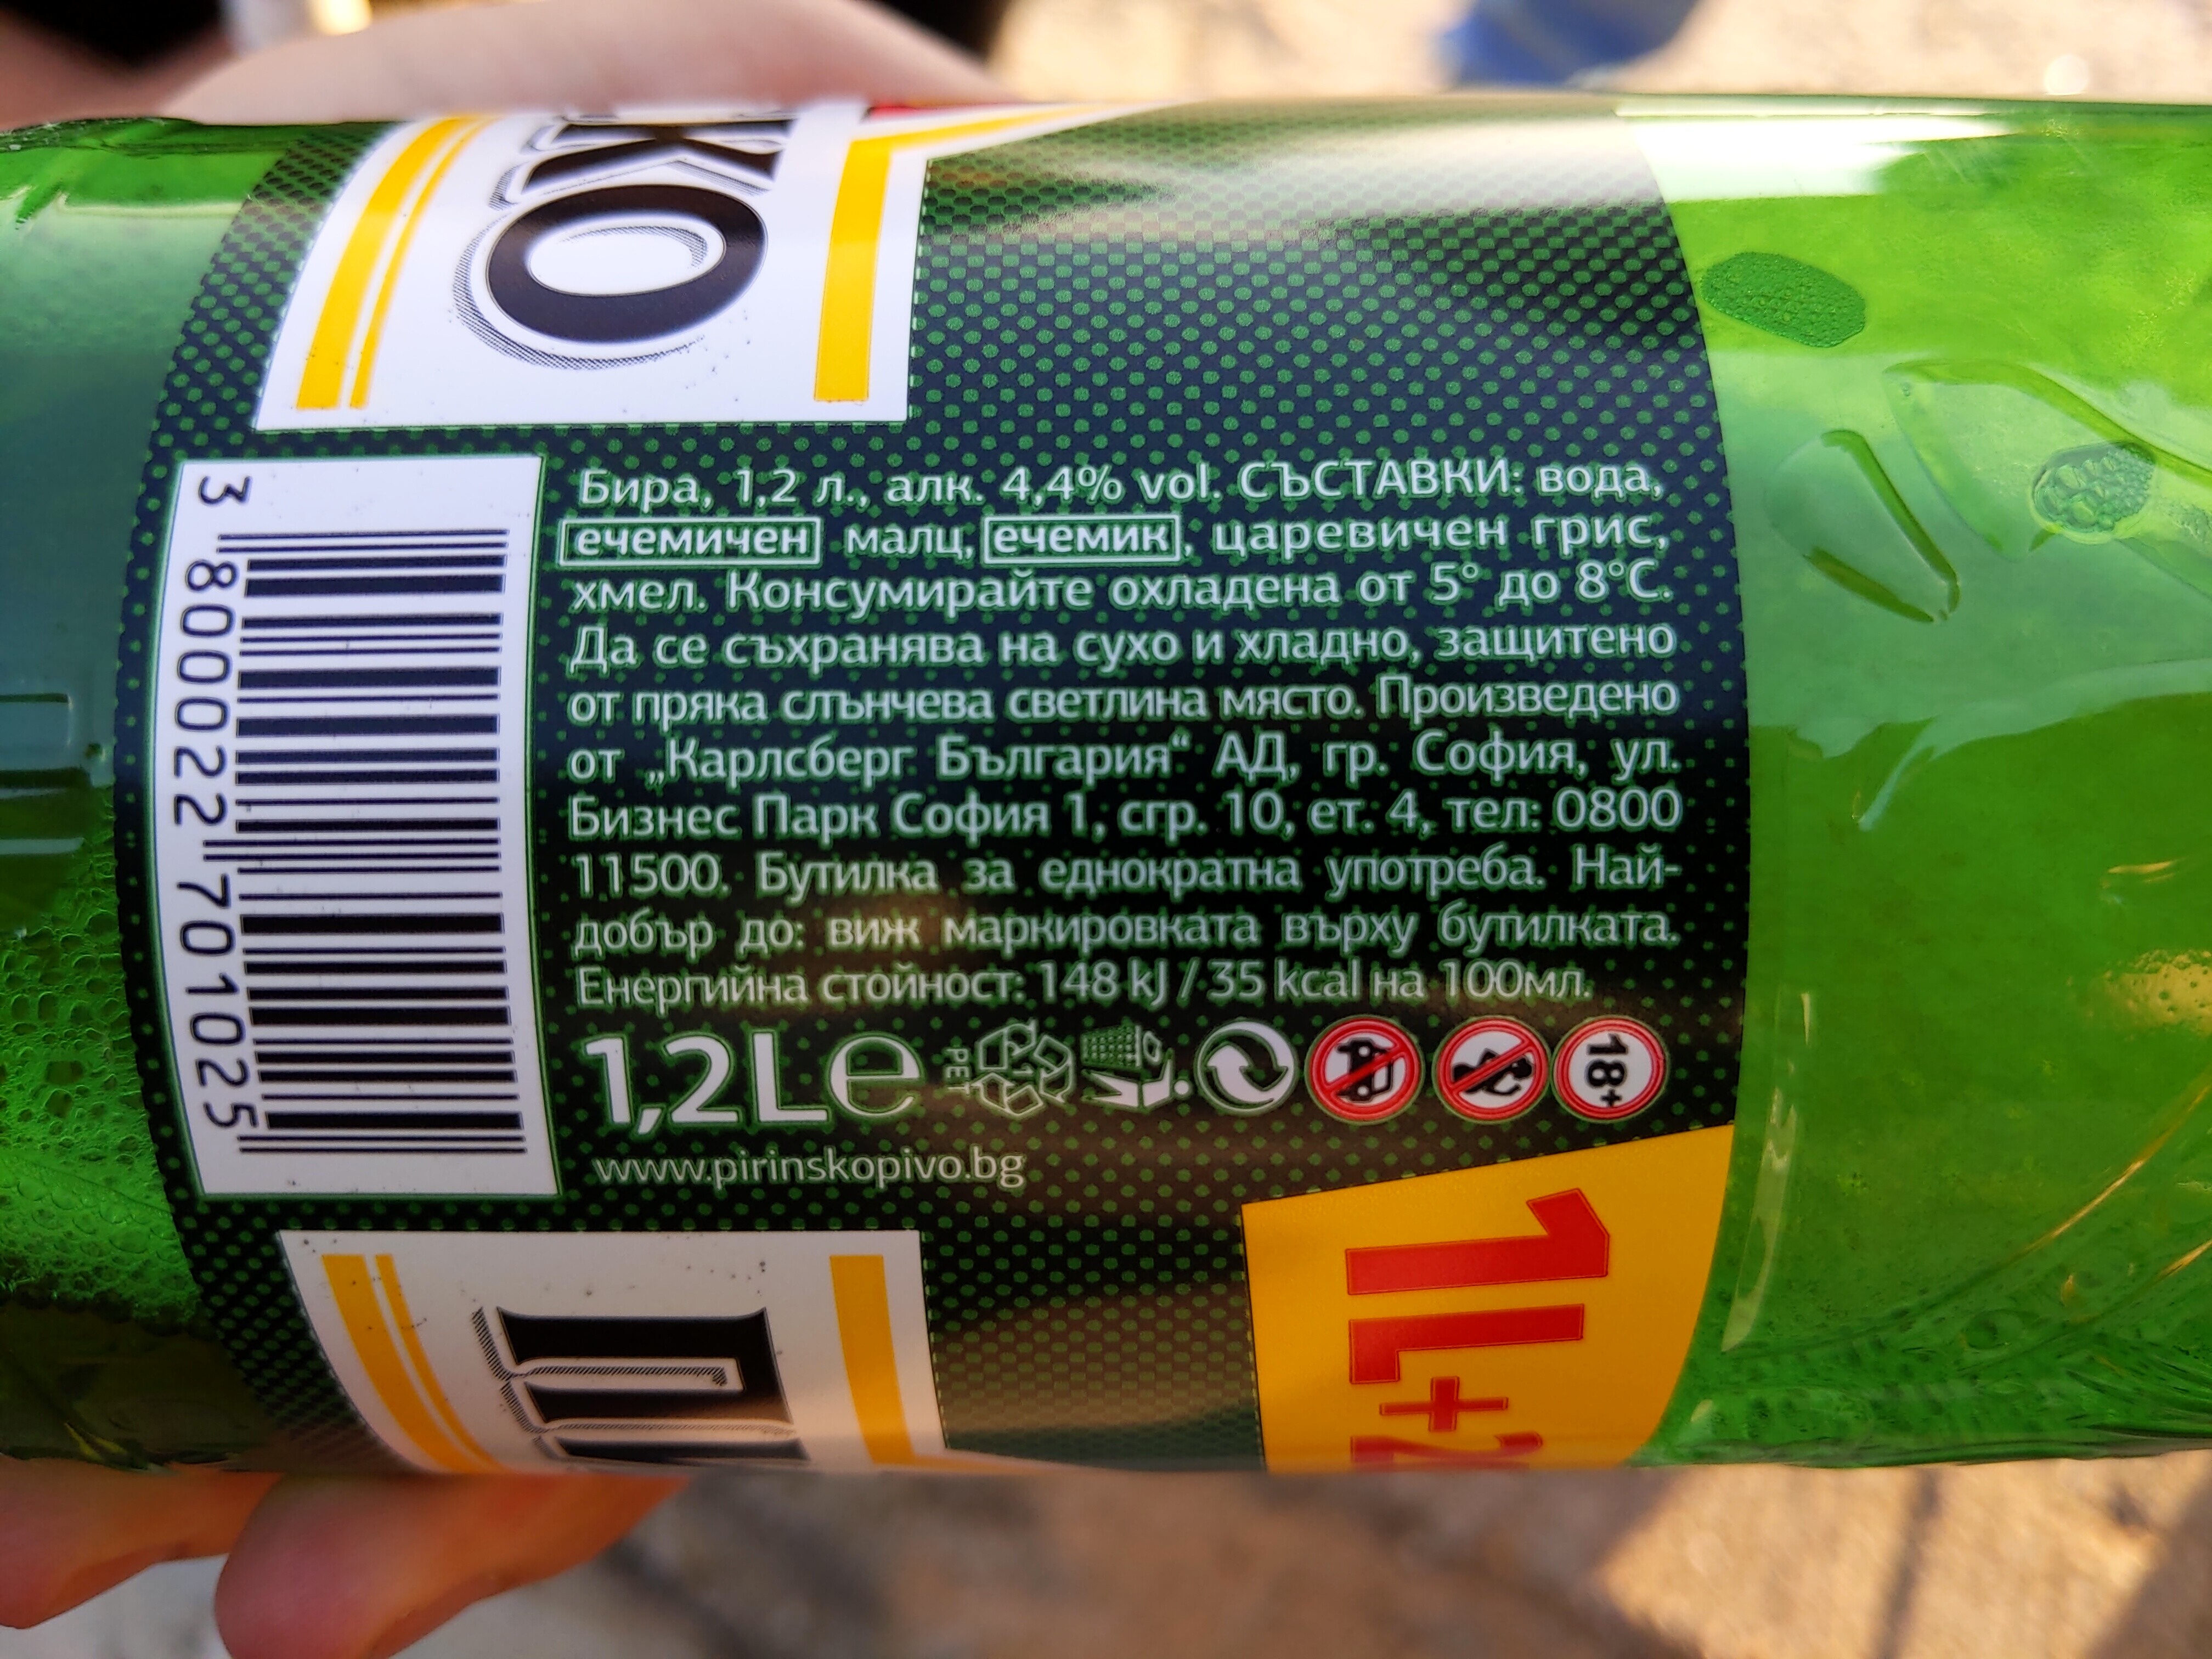 Бира, 1,2 л., алк. 4,4% vol. СЪСТАВКИ: вода,
ечемичен малц, ечемик, царевичен грис,
хмел. Консумирайте охладена от 5° до 8°C.
Да се съхранява на сухо и хладно, защитено
от пряка слънчева светлина място. Произведено
от „Карлсберг България“ АД, гр. София, ул.
Бизнес Парк София 1, сгр. 10, ет. 4, тел: 0800
11500. Бутилка за еднократна употреба. Най-
добър до: виж маркировката върху бутилката.
Енергийна стойност: 148 kJ / 35 kcal на 100мл.
1,2L e
PET
1
18+
www.pirinskopivo.bg
3 800022 701025
1L+2